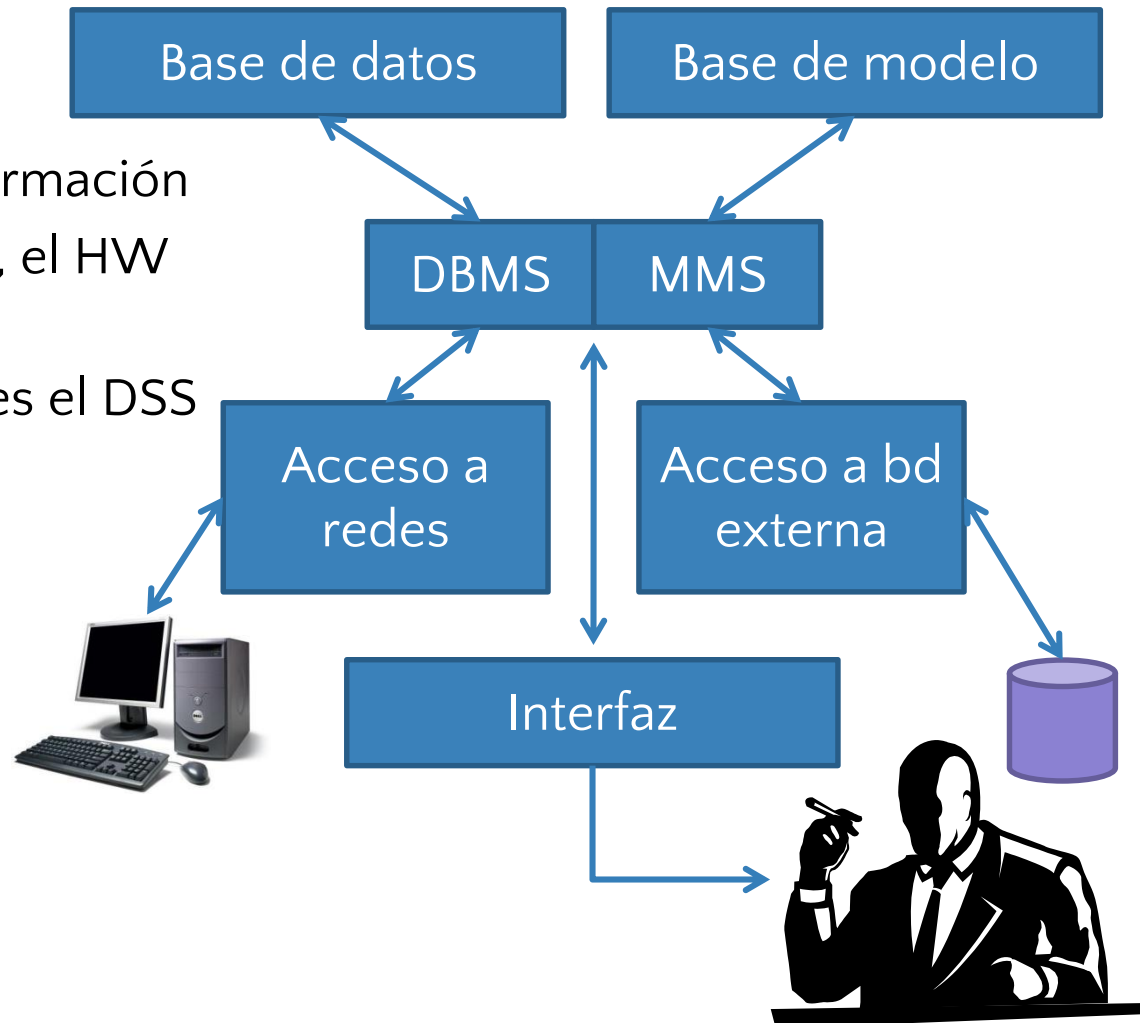 Base de datos
Base de modelo
rmación
, el HW
es el DSS
DBMS
MMS
Acceso a
redes
Acceso a bd
externa
Interfaz